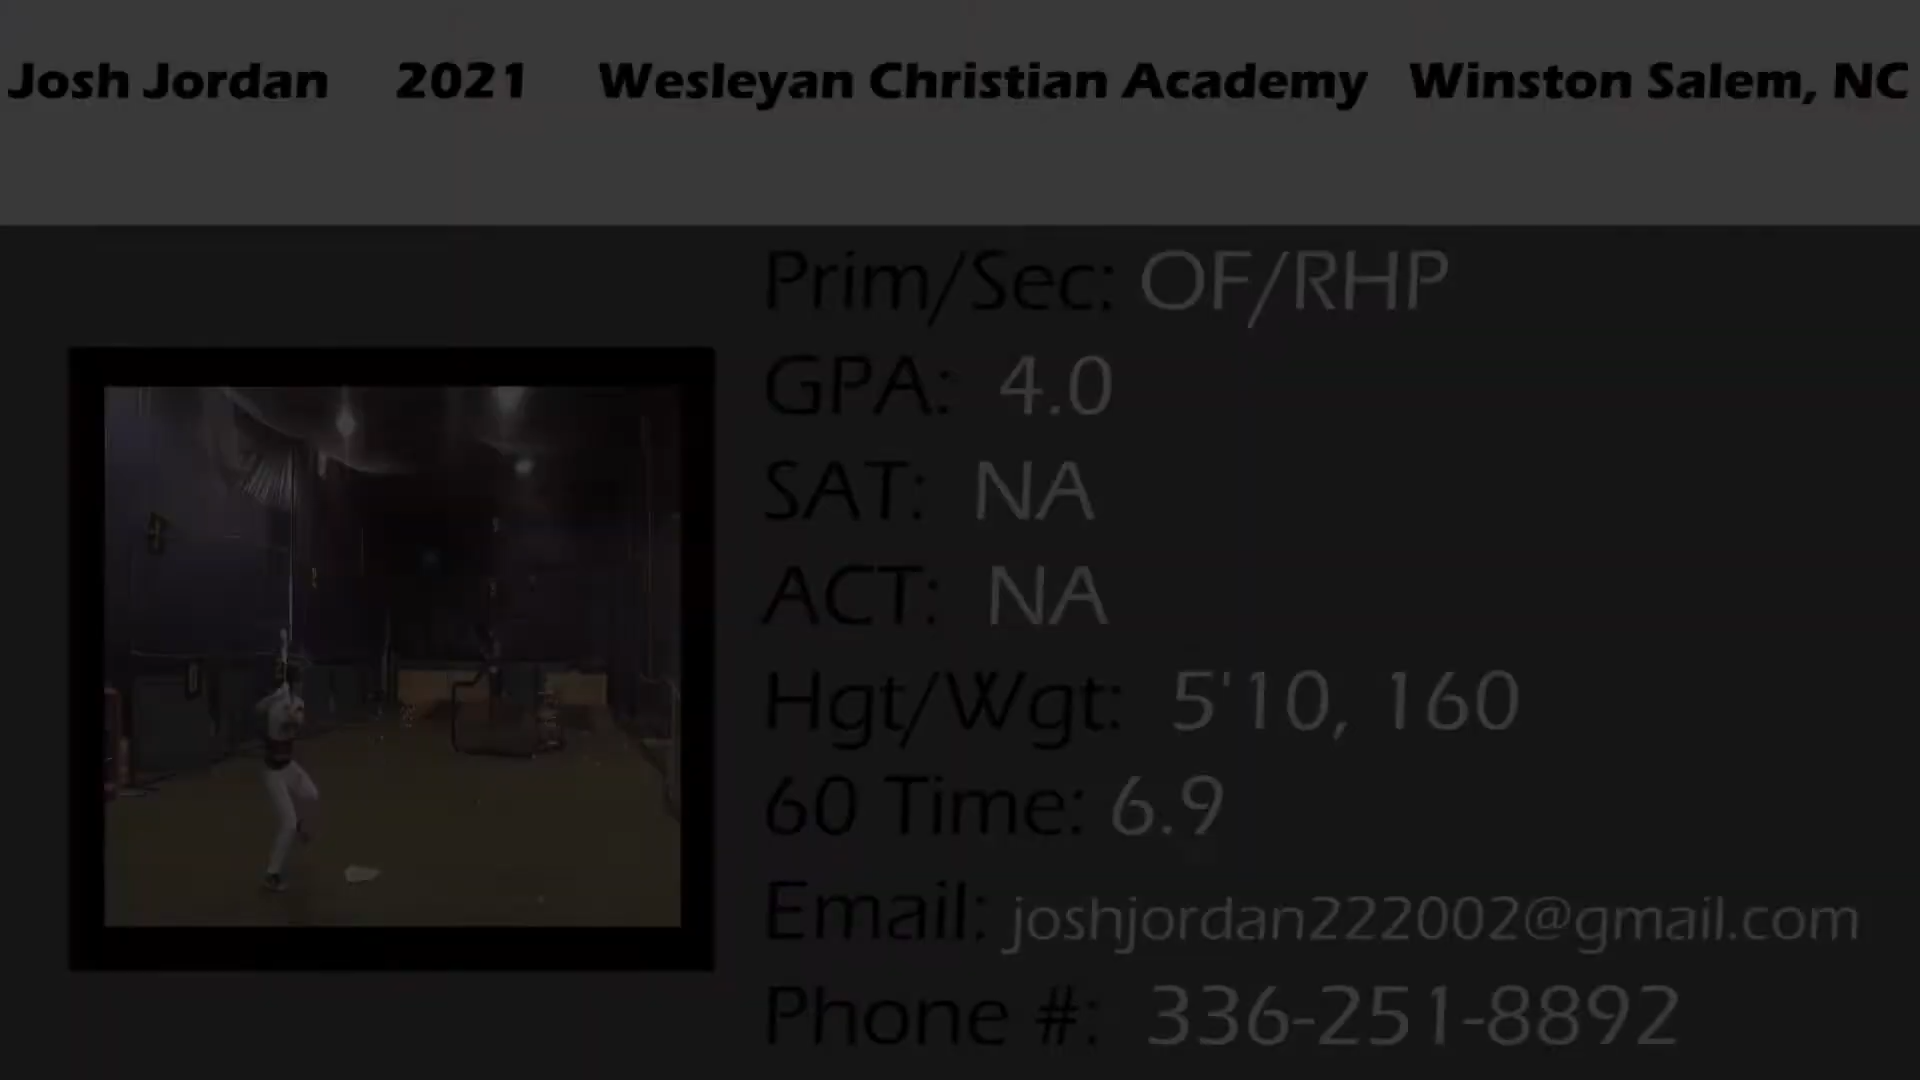 Josh Jordan 2021 Wesleyan Christian Academy Winston Salem, NC
Prim/Sec: OF/RHP
GPA: 4.0
SAT: NA
ACT: NA
Hgt/Wgt: 5'10, 160
60 Time: 6.9
Email: joshjordan222002@gmail.com
Phone #: 336-251-8892